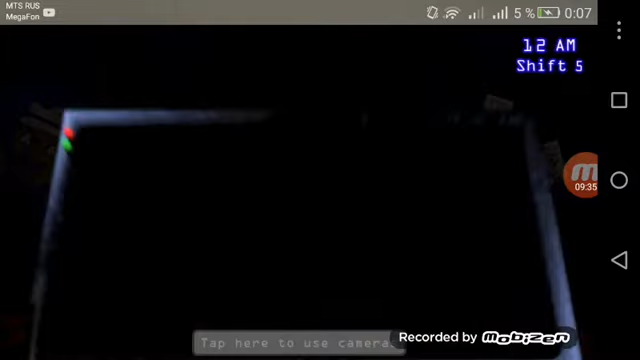 MTS RUS
MegaFon
5 %
0:07
12 AM
Shift 5
09:35
Tap here to use camera
Recorded by Mobizen